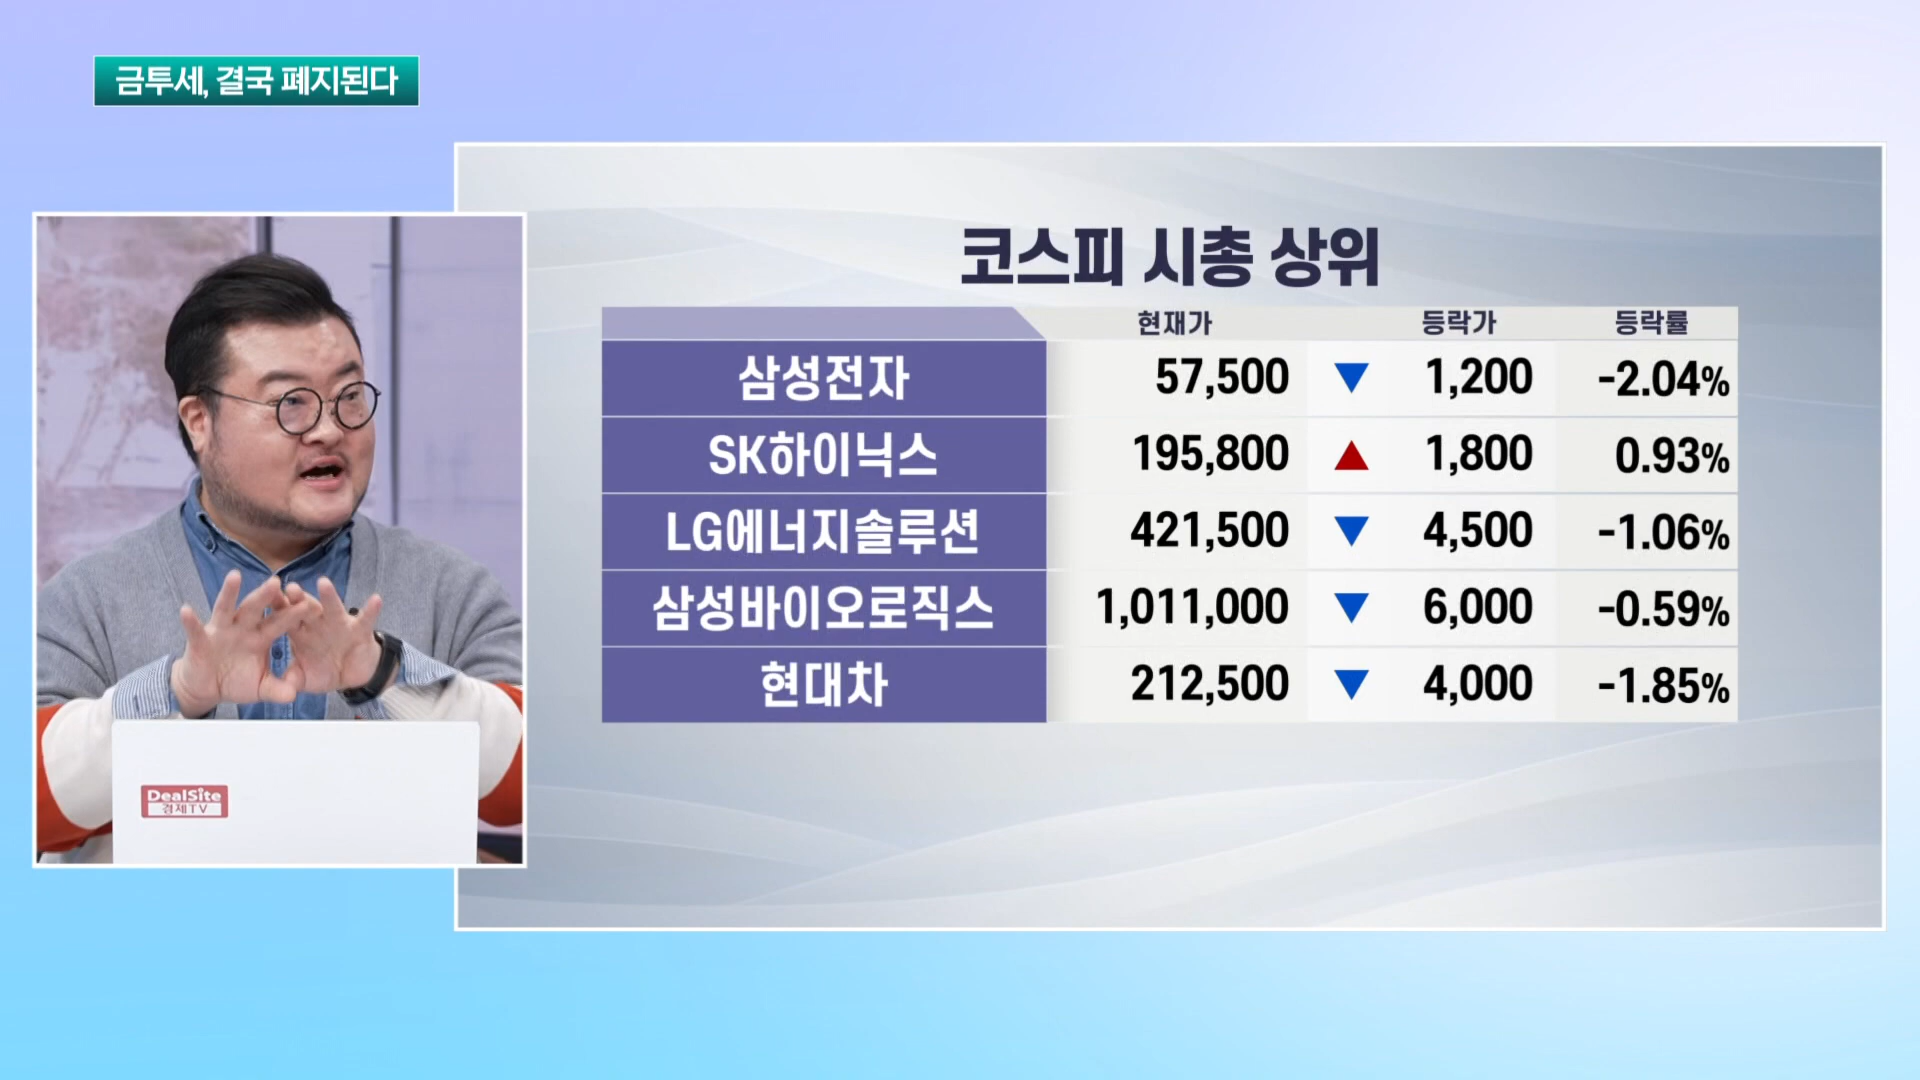 금투세, 결국 폐지된다
코스피 시총 상위
현재가 등락가 등락률
삼성전자 57,500 ▼ 1,200 -2.04%
SK하이닉스 195,800 ▲ 1,800 0.93%
LG에너지솔루션 421,500 ▼ 4,500 -1.06%
삼성바이오로직스 1,011,000 ▼ 6,000 -0.59%
현대차 212,500 ▼ 4,000 -1.85%
DealSite
경제TV